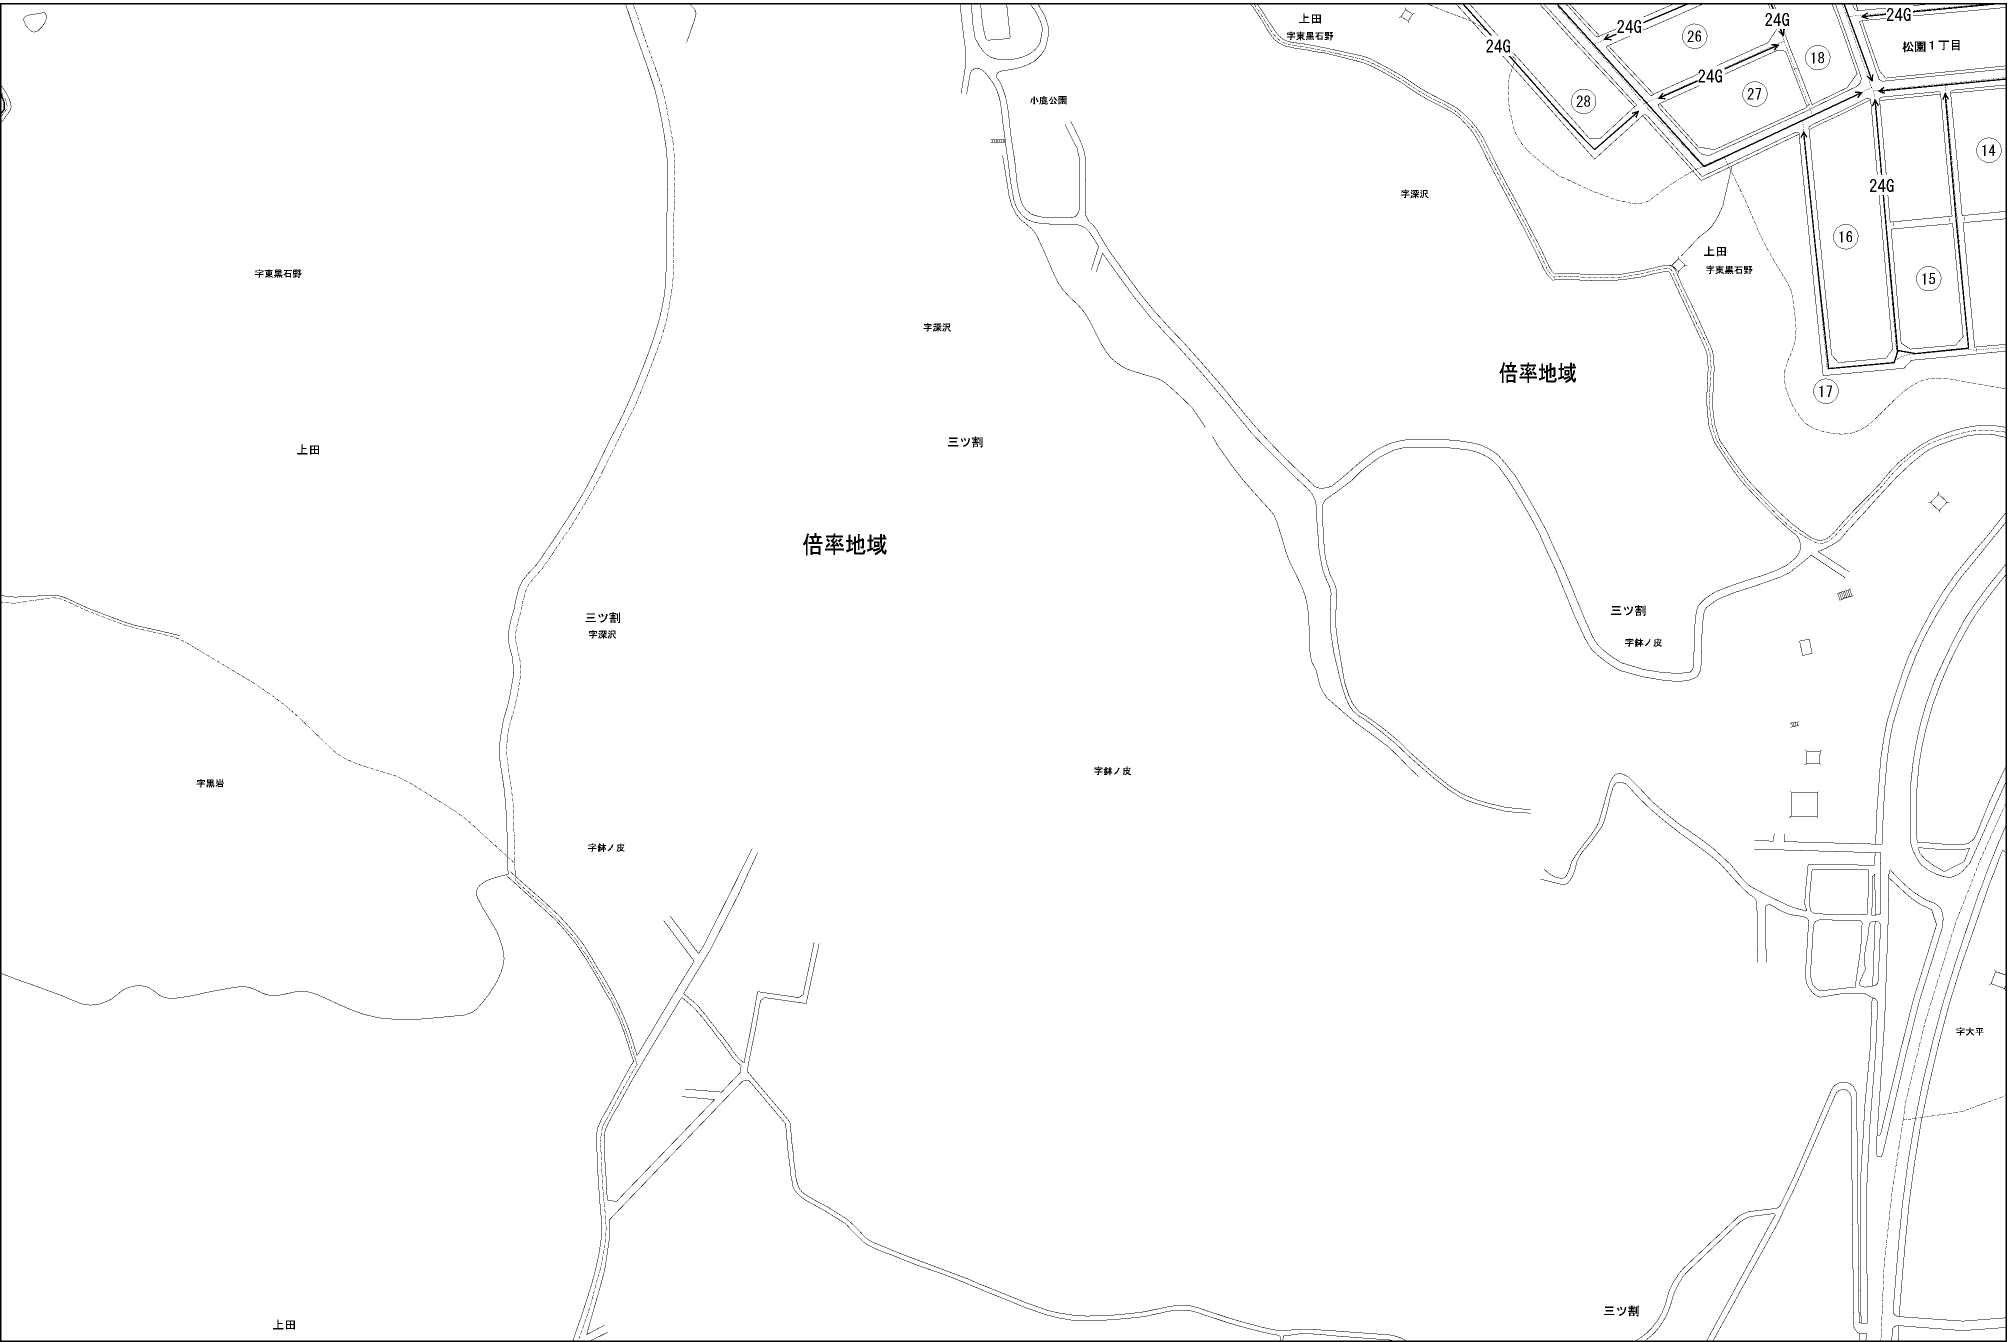 上田
字東黒石野
24G
24G
24G
24G
松園1丁目
26
18
24G
27
28
小鹿公園
14
24G
字深沢
16
上田
字東黒石野
字東黒石野
15
字深沢
倍率地域
17
三ツ割
上田
倍率地域
三ツ割
字鉢ノ皮
三ツ割
字深沢
字鉢ノ皮
字黒岩
字鉢ノ皮
字大平
三ツ割
上田